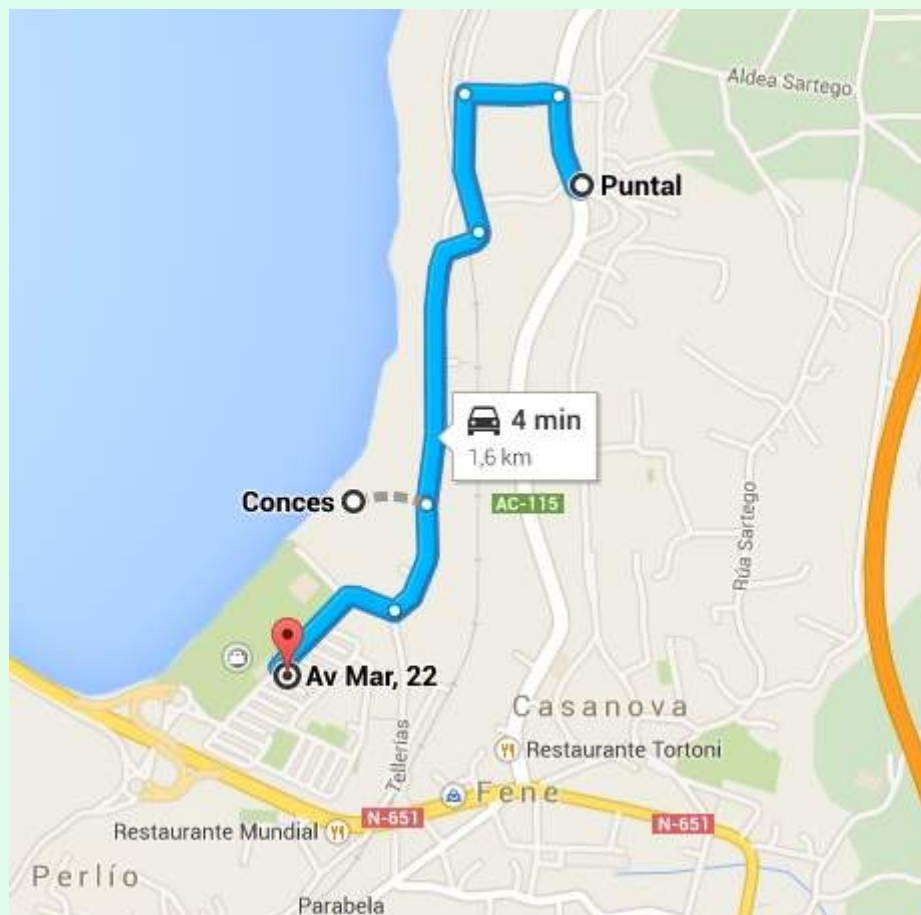 Aldea Sartego
Puntal
4 min
1,6 km
Conces
AC-115
Rúa Sartego
Av Mar, 22
Casanova
Restaurante Tortoni
Tellerías
Fene
N-651
N-651
Restaurante Mundial
Perlío
Parabela